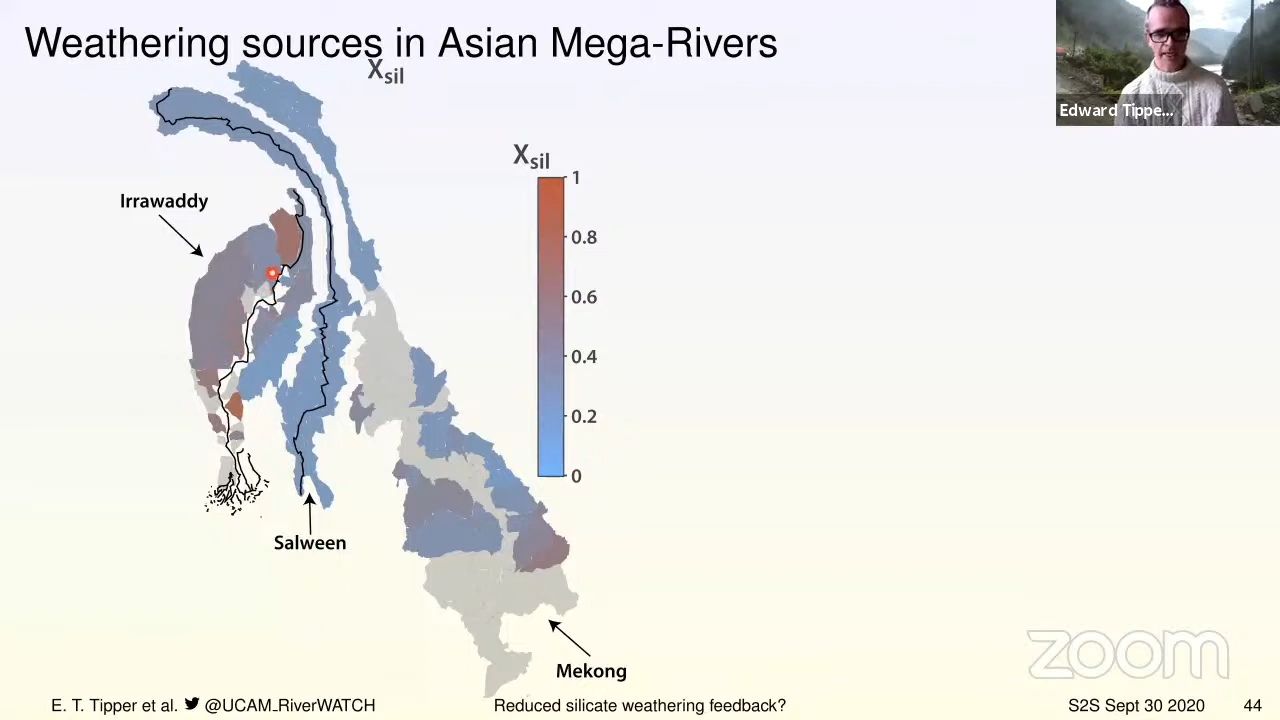 Weathering sources in Asian Mega-Rivers
Xsil
Edward Tippe...
Xsil
1
0.8
0.6
0.4
0.2
0
Irrawaddy
Salween
Mekong
zoom
E. T. Tipper et al. @UCAM_RiverWATCH
Reduced silicate weathering feedback?
S2S Sept 30 2020 44